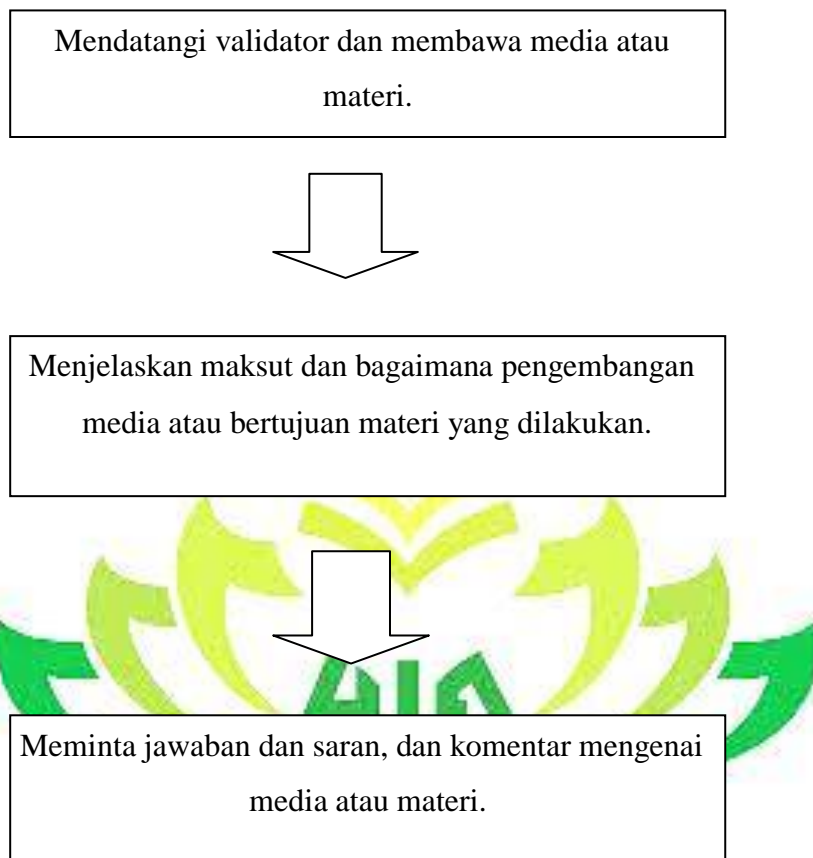 Mendatangi validator dan membawa media atau
materi.
Menjelaskan maksut dan bagaimana pengembangan
media atau bertujuan materi yang dilakukan.
Meminta jawaban dan saran, dan komentar mengenai
media atau materi.